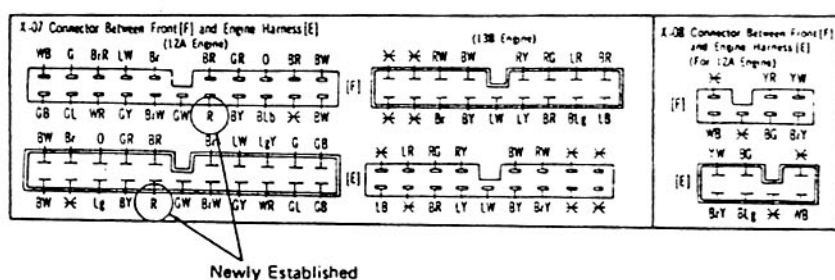 X-07 Connector Between Front[F] and Engine Harness[E]
(12A Engine)
WB G BrR LW Br BR GR O BR BW
[F]
GB GL WR GY BrW GW R BY BLb BW
BW Br O GR BR Br LW LgY G GB
[E]
BW Lg BY R GW BrW GY WR GL GB
(13B Engine)
RW BW RY RG LR BR
Br BY LW LY BR BLg LB
LR RG RY BW RW
LB BR LY LW BY BrY
X-08 Connector Between Front[F]
and Engine Harness[E]
(For 12A Engine)
YR YW
[F]
WB BG BrY
YW BG
[E]
BrY BLg WB
Newly Established